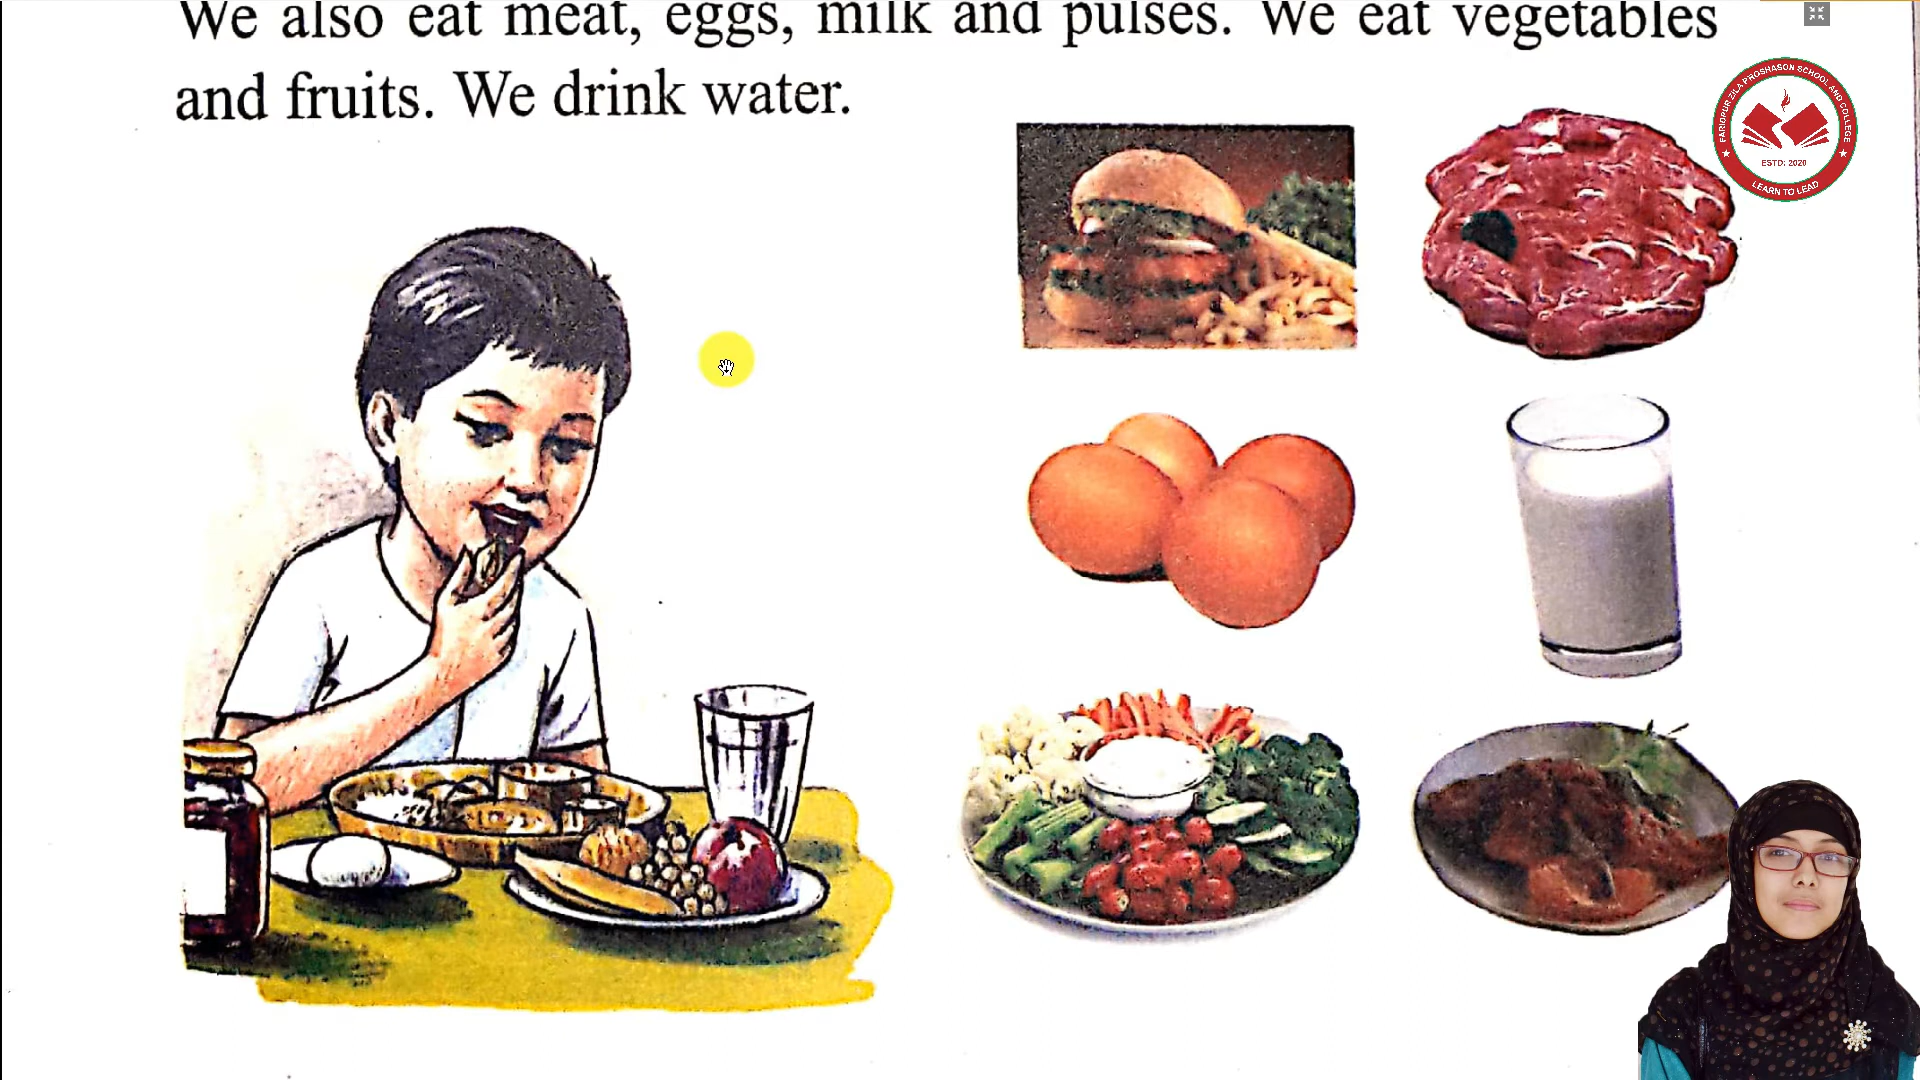 We also eat meat, eggs, milk and pulses. We eat vegetables
and fruits. We drink water.
FARIDPUR ZILA PROSHASON SCHOOL AND COLLEGE
ESTD: 2020
LEARN TO LEAD